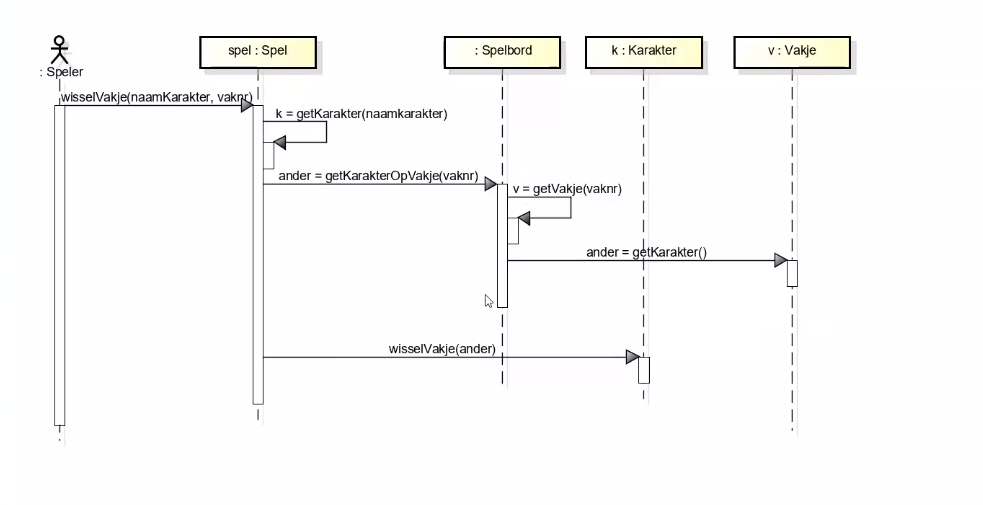 spel : Spel
: Spelbord
k : Karakter
v : Vakje
: Speler
wisselVakje(naamKarakter, vaknr)
k = getKarakter(naamkarakter)
ander = getKarakterOpVakje(vaknr)
v = getVakje(vaknr)
ander = getKarakter()
wisselVakje(ander)